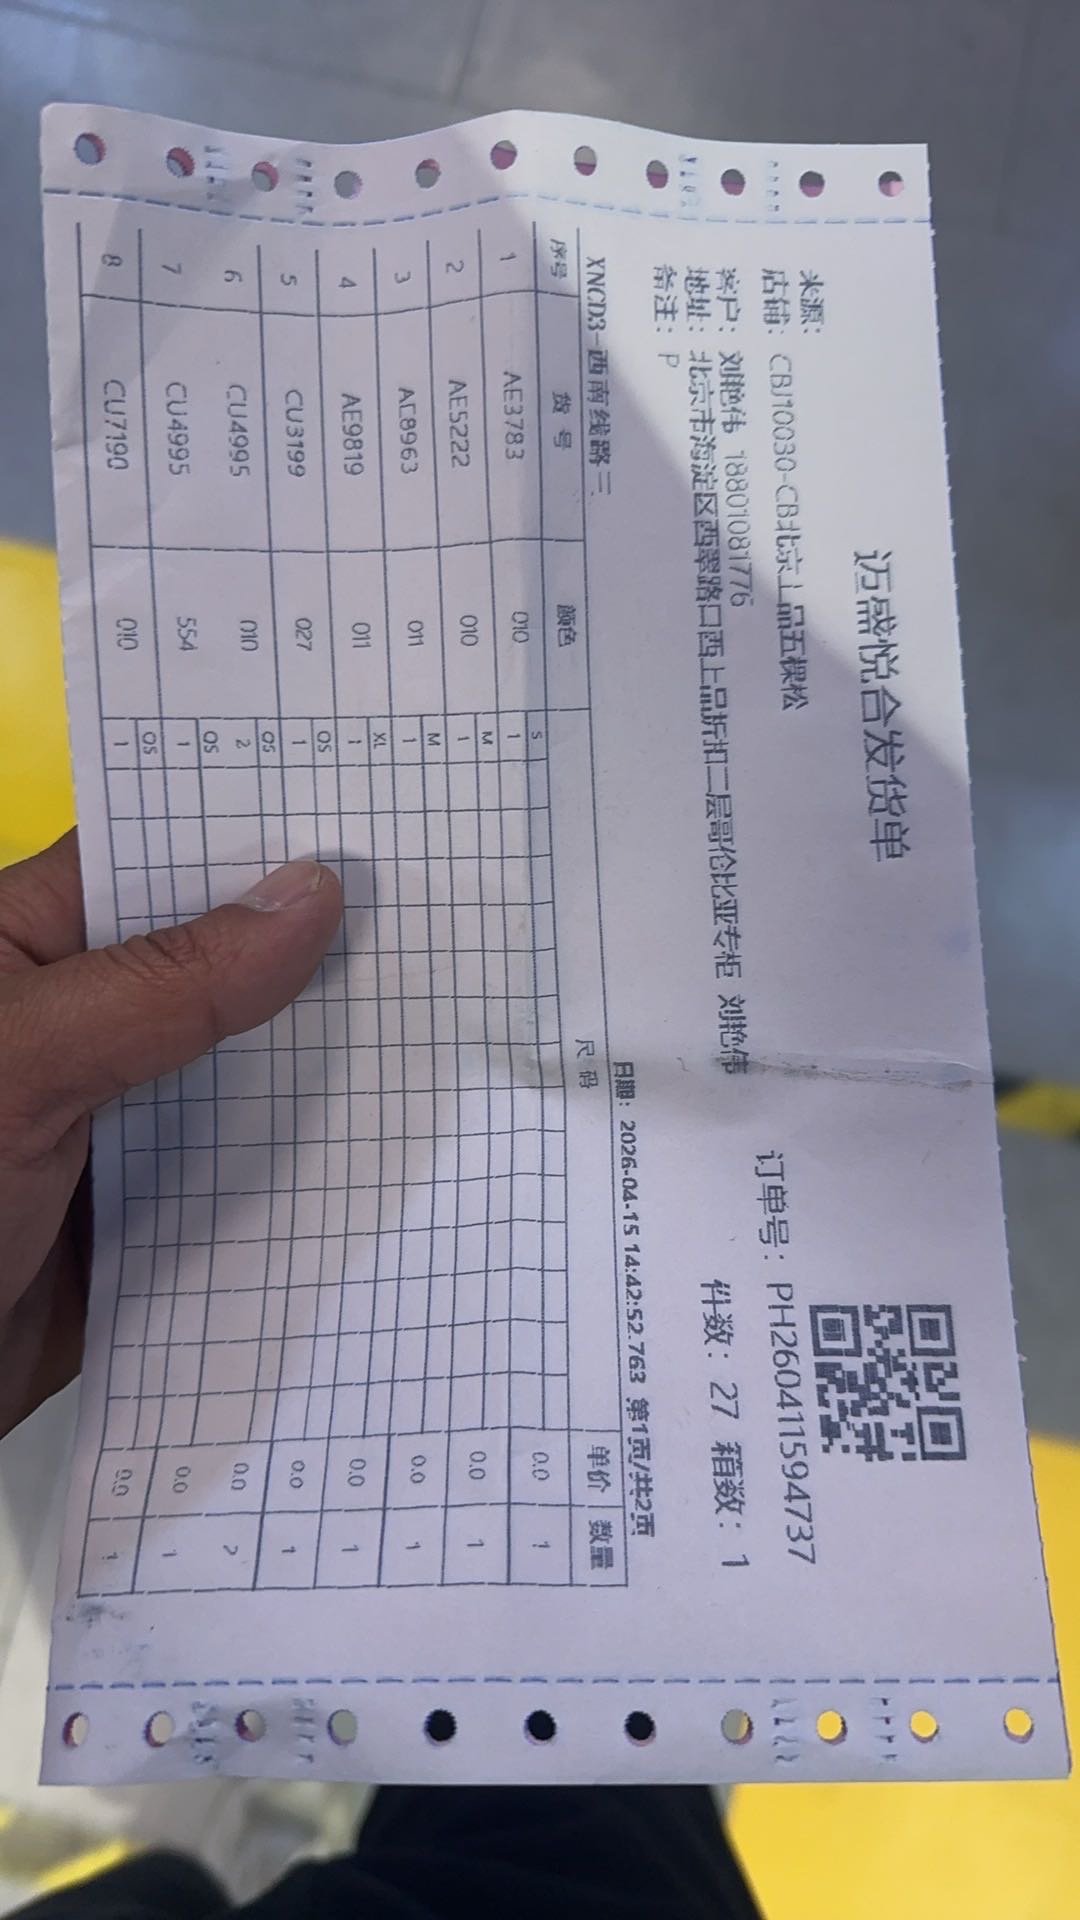 迈盛悦合发货单
来源：
店铺：CBJ10030-CB北京上品五棵松
订单号：PH260411594737
客户：刘艳伟 18801081776
件数：27 箱数：1
地址：北京市海淀区西翠路口西上品折扣二层哥伦比亚专柜 刘艳伟
备注：P
XNCD3-西南线路三
日期：2026-04-15 14:42:52.763 第1页/共2页
序号 货号 颜色 尺码 单价 数量
S
1 AE3783 010 1 0.0 1
M
2 AE5222 010 1 0.0 1
M
3 AE8963 011 1 0.0 1
XL
4 AE9819 011 1 0.0 1
OS
5 CU3199 027 1 0.0 1
OS
6 CU4995 010 2 0.0 2
OS
7 CU4995 554 1 0.0 1
OS
8 CU7190 010 1 0.0 1